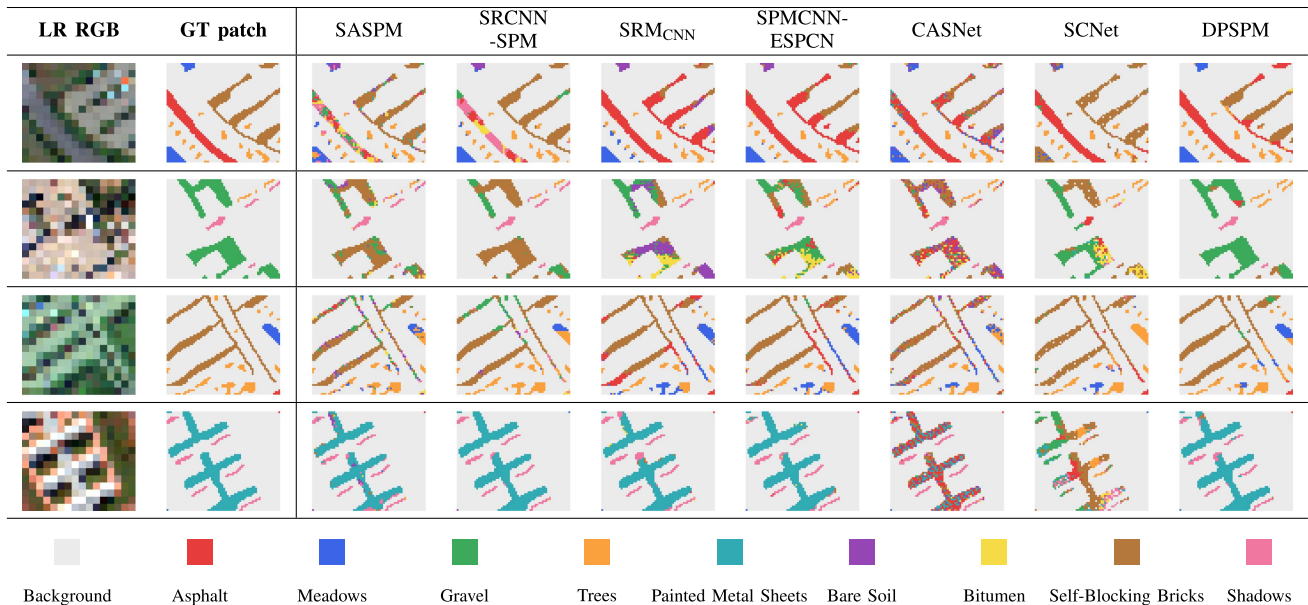 LR RGB GT patch SASPM SRCNN-SPM SRM_CNN SPMCNN-ESPCN CASNet SCNet DPSPM
Background Asphalt Meadows Gravel Trees Painted Metal Sheets Bare Soil Bitumen Self-Blocking Bricks Shadows